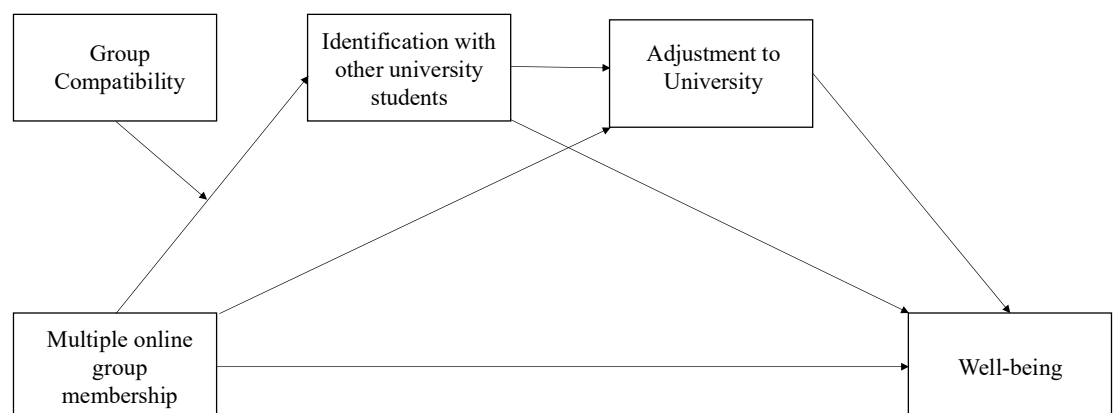 Group
Compatibility
Identification with
other university
students
Adjustment to
University
Multiple online
group
membership
Well-being